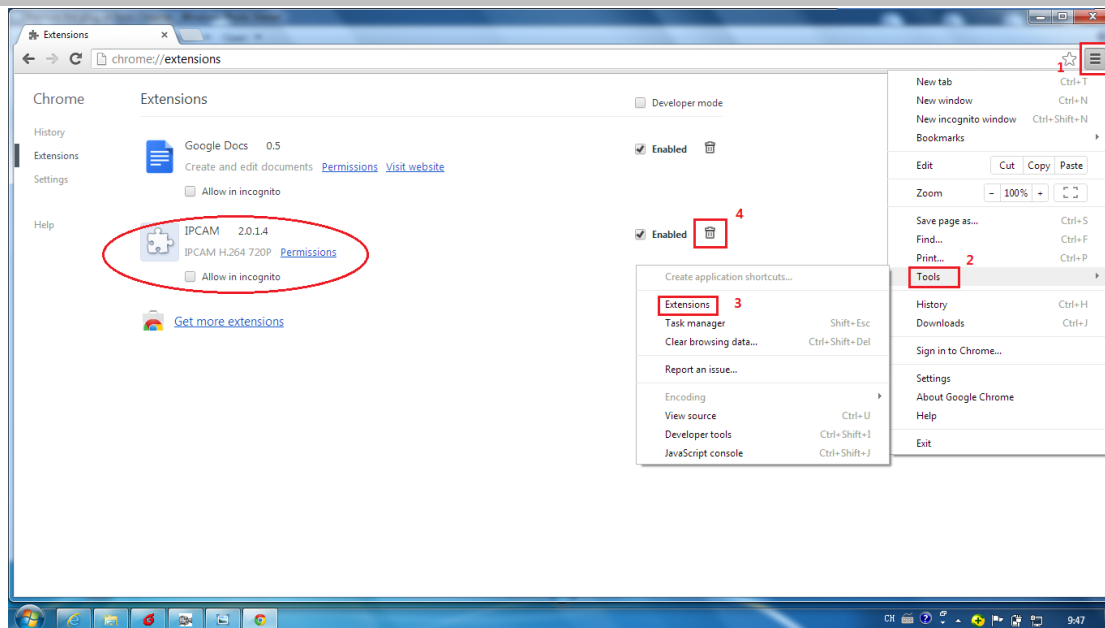 Extensions
chrome://extensions
1
Chrome
History
Extensions
Settings
Help
Extensions
Developer mode
Google Docs 0.5
Create and edit documents Permissions Visit website
Allow in incognito
Enabled
IPCAM 2.0.1.4
IPCAM H.264 720P Permissions
Allow in incognito
Enabled
4
Get more extensions
New tab Ctrl+T
New window Ctrl+N
New incognito window Ctrl+Shift+N
Bookmarks
Edit Cut Copy Paste
Zoom - 100% +
Save page as... Ctrl+S
Find... Ctrl+F
Print... Ctrl+P
2
Tools
History Ctrl+H
Downloads Ctrl+J
Sign in to Chrome...
Settings
About Google Chrome
Help
Exit
Create application shortcuts...
Extensions 3
Task manager Shift+Esc
Clear browsing data... Ctrl+Shift+Del
Report an issue...
Encoding
View source Ctrl+U
Developer tools Ctrl+Shift+I
JavaScript console Ctrl+Shift+J
CH
9:47